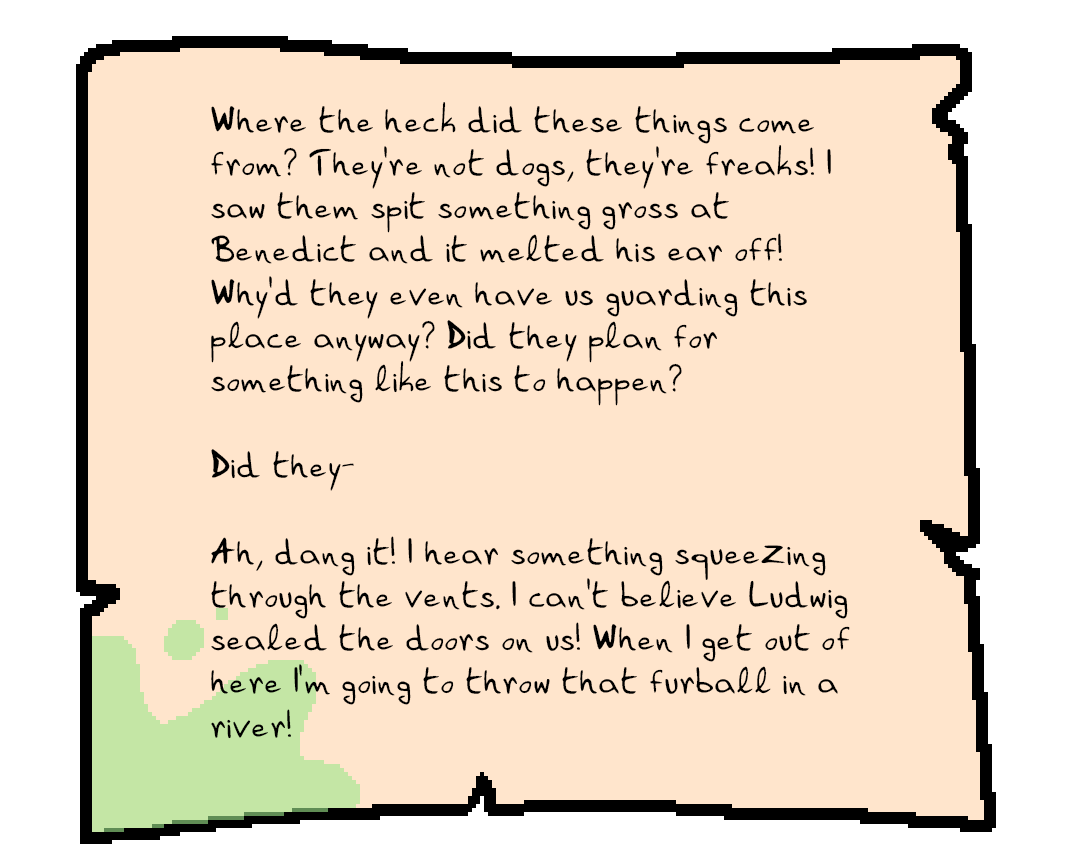 Where the heck did these things come
from? They're not dogs, they're freaks! I
saw them spit something gross at
Benedict and it melted his ear off!
Why'd they even have us guarding this
place anyway? Did they plan for
something like this to happen?
Did they-
Ah, dang it! I hear something squeezing
through the vents. I can't believe Ludwig
sealed the doors on us! When I get out of
here I'm going to throw that furball in a
river!